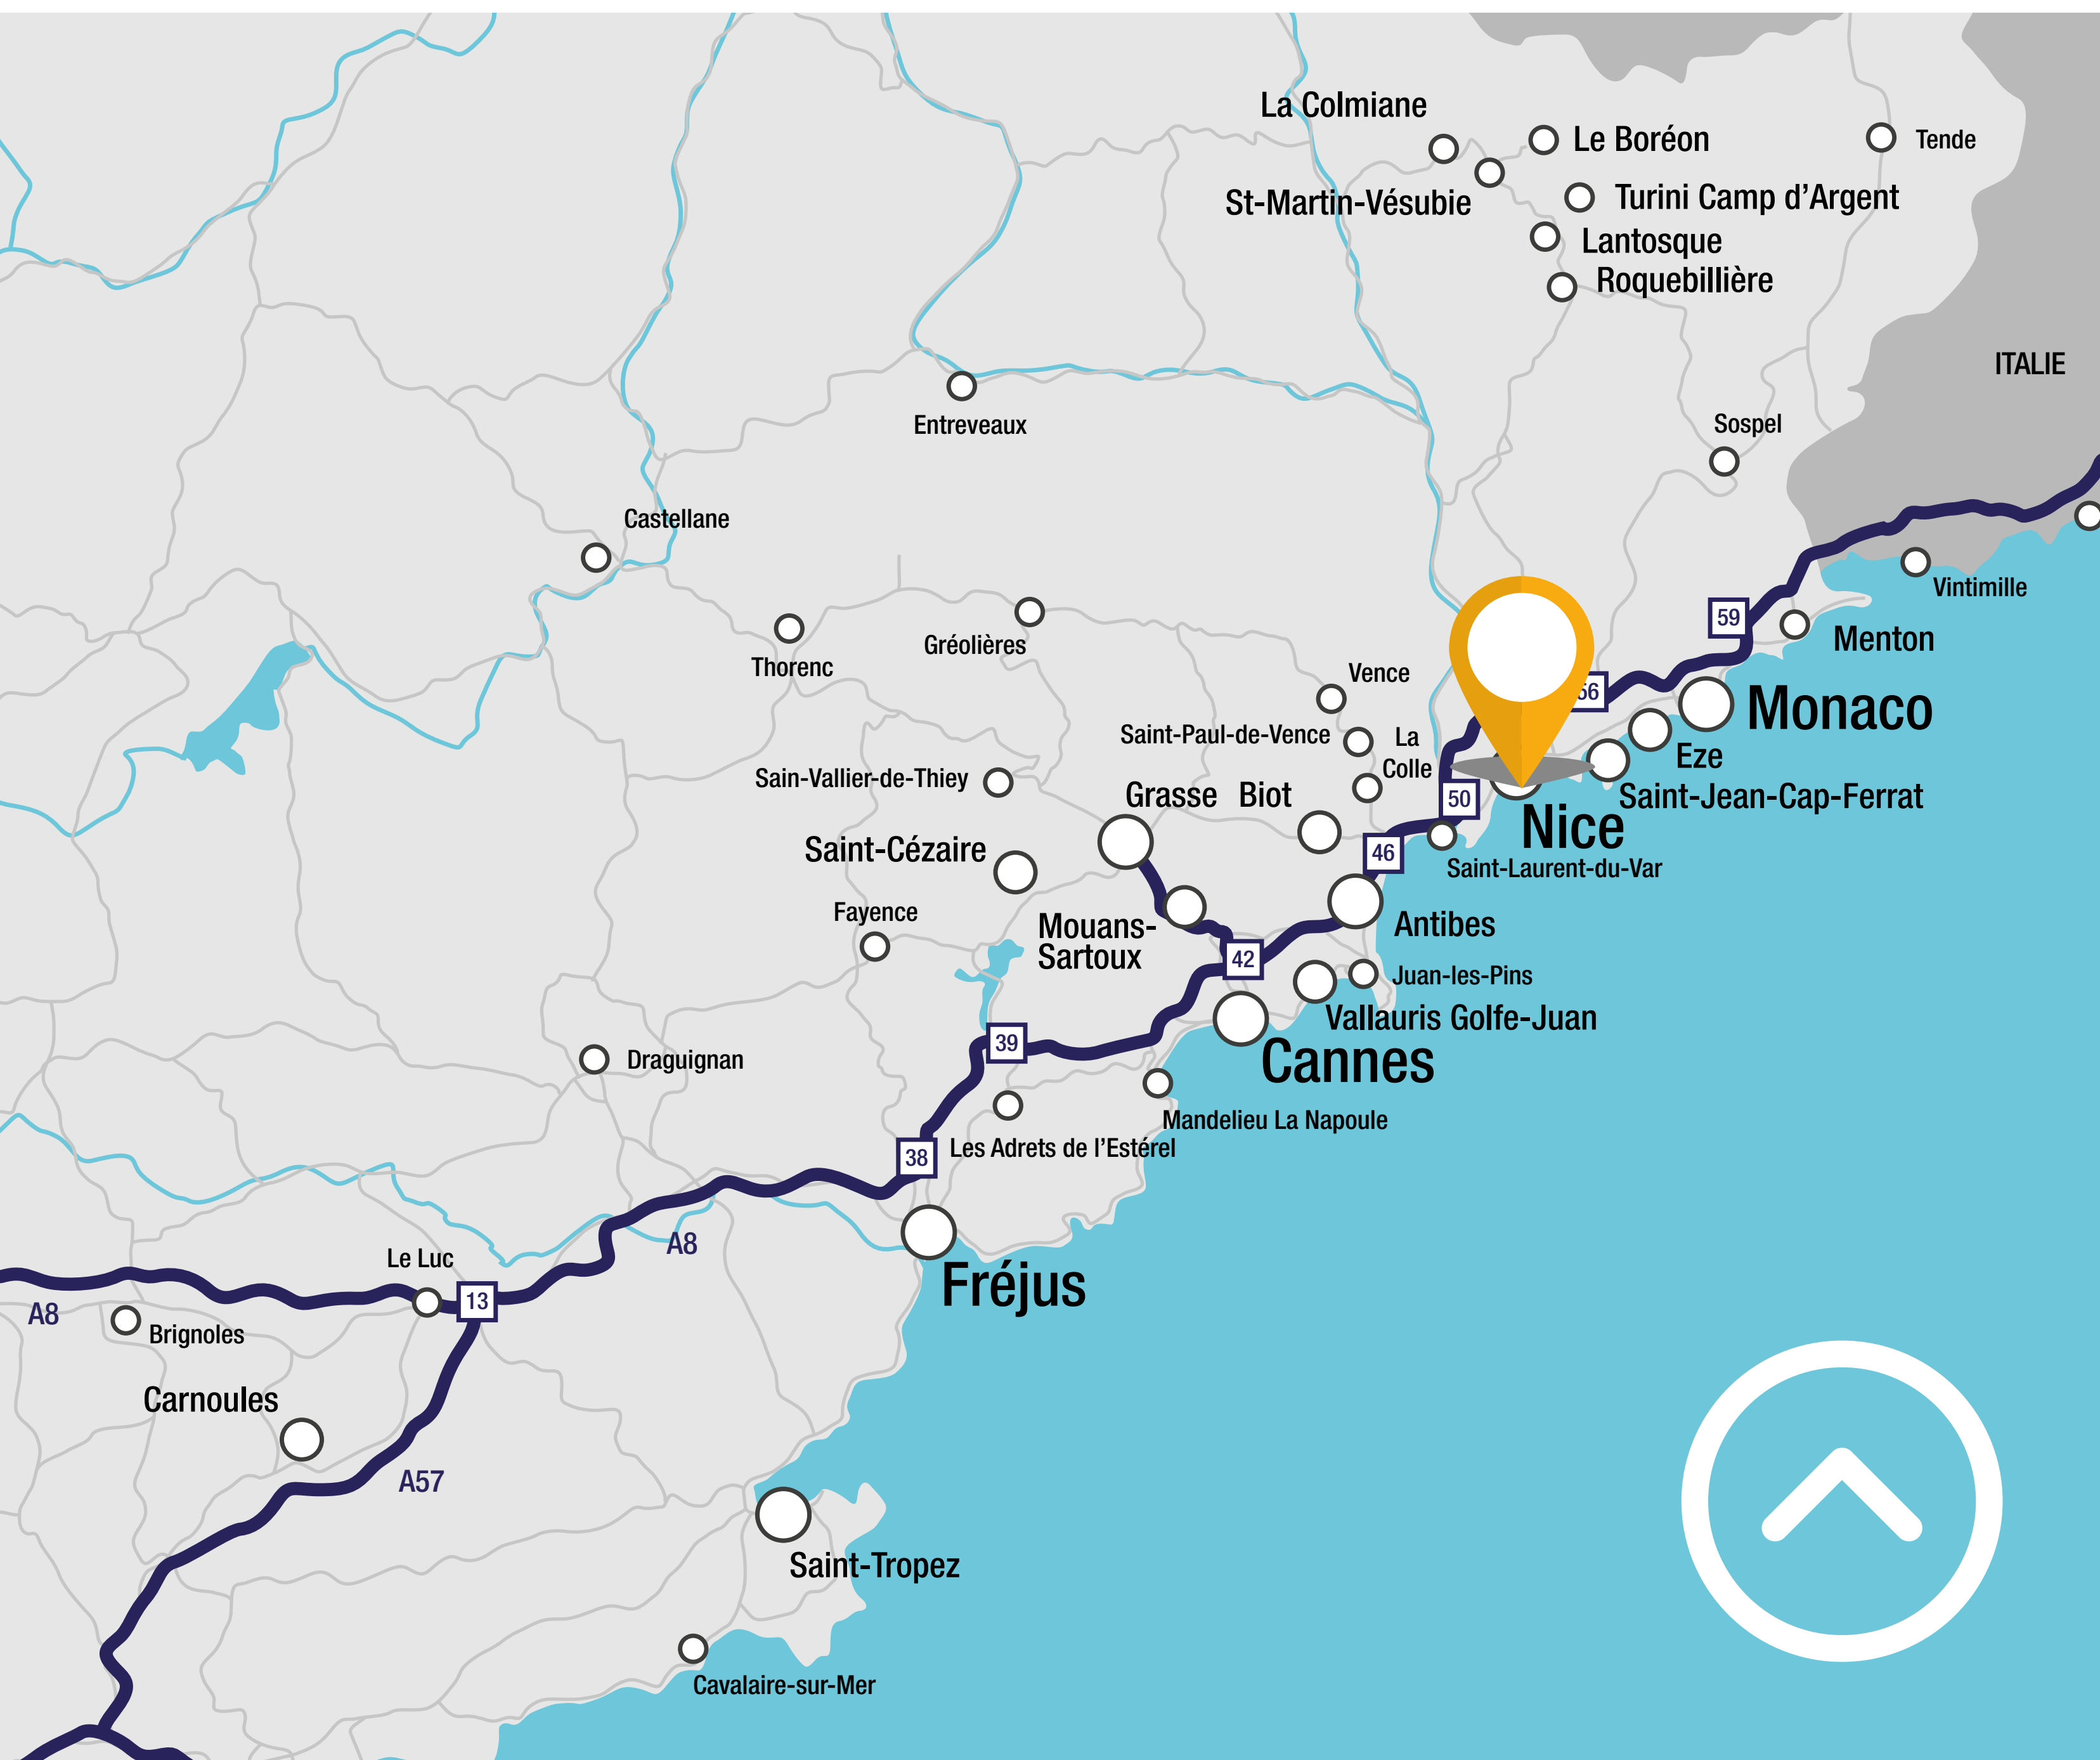 La Colmiane
Le Boréon
Tende
St-Martin-Vésubie
Turini Camp d'Argent
Lantosque
Roquebillière
ITALIE
Entreveaux
Sospel
Castellane
Vintimille
59
Menton
Gréolières
Thorenc
Vence
56
Monaco
Saint-Paul-de-Vence
La
Colle
Eze
Sain-Vallier-de-Thiey
Grasse
Biot
50
Saint-Jean-Cap-Ferrat
Nice
Saint-Cézaire
46
Saint-Laurent-du-Var
Fayence
Mouans-
Sartoux
Antibes
42
Juan-les-Pins
Vallauris Golfe-Juan
39
Cannes
Draguignan
Mandelieu La Napoule
Les Adrets de l'Estérel
38
A8
Le Luc
Fréjus
13
A8
Brignoles
Carnoules
A57
Saint-Tropez
Cavalaire-sur-Mer